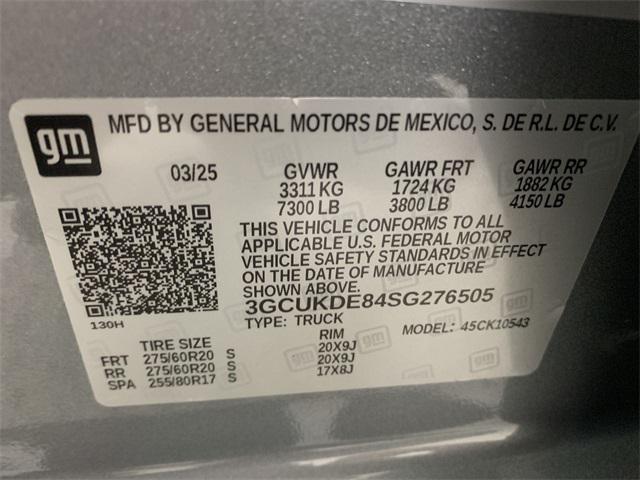 gm MFD BY GENERAL MOTORS DE MEXICO, S. DE R.L. DE C.V.
03/25 GVWR GAWR FRT GAWR RR
3311 KG 1724 KG 1882 KG
7300 LB 3800 LB 4150 LB
THIS VEHICLE CONFORMS TO ALL
APPLICABLE U.S. FEDERAL MOTOR
VEHICLE SAFETY STANDARDS IN EFFECT
ON THE DATE OF MANUFACTURE
SHOWN ABOVE.
3GCUKDE84SG276505
130H TYPE: TRUCK MODEL: 45CK10543
TIRE SIZE RIM
FRT 275/60R20 S 20X9J
RR 275/60R20 S 20X9J
SPA 255/80R17 S 17X8J